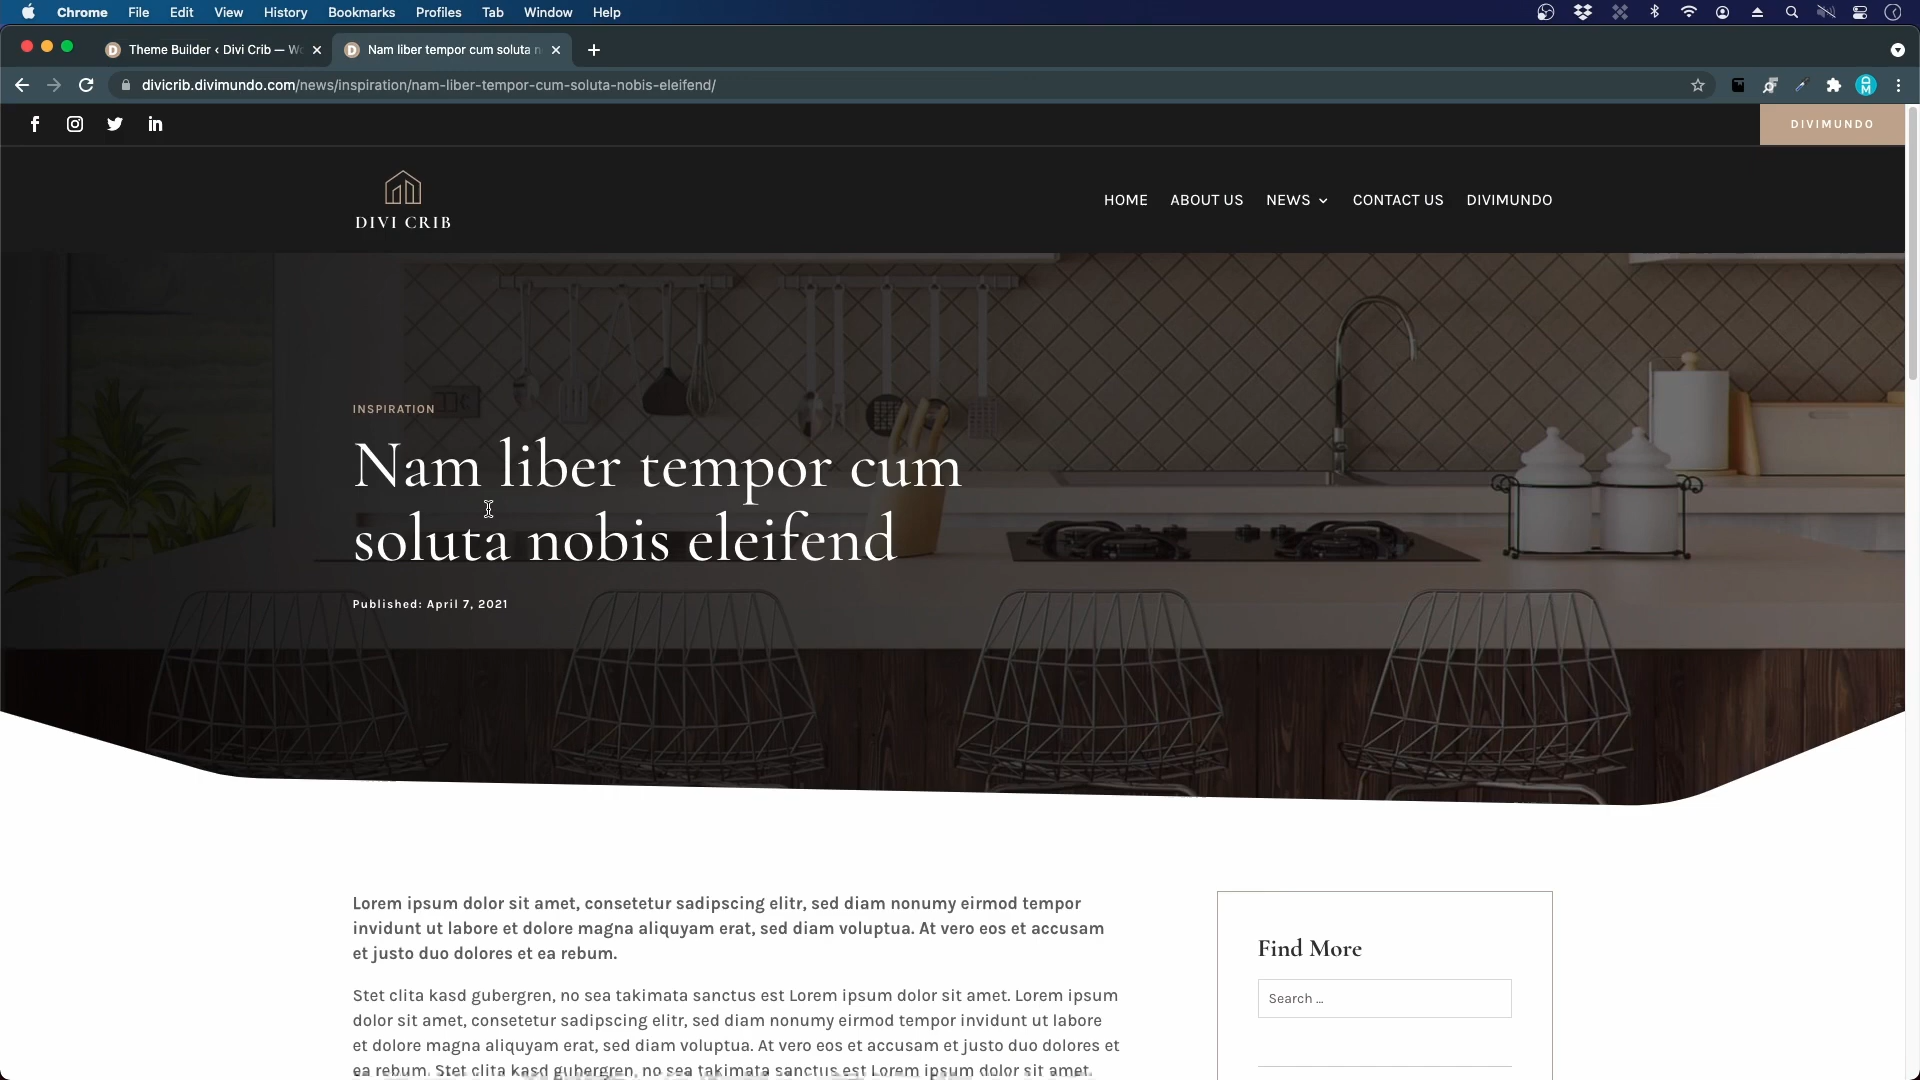 Chrome File Edit View History Bookmarks Profiles Tab Window Help
Theme Builder ‹ Divi Crib — Wo
Nam liber tempor cum soluta n
divicrib.divimundo.com/news/inspiration/nam-liber-tempor-cum-soluta-nobis-eleifend/
DIVIMUNDO
DIVI CRIB
HOME ABOUT US NEWS CONTACT US DIVIMUNDO
INSPIRATION
Nam liber tempor cum
soluta nobis eleifend
Published: April 7, 2021
Lorem ipsum dolor sit amet, consetetur sadipscing elitr, sed diam nonumy eirmod tempor
invidunt ut labore et dolore magna aliquyam erat, sed diam voluptua. At vero eos et accusam
et justo duo dolores et ea rebum.
Stet clita kasd gubergren, no sea takimata sanctus est Lorem ipsum dolor sit amet. Lorem ipsum
dolor sit amet, consetetur sadipscing elitr, sed diam nonumy eirmod tempor invidunt ut labore
et dolore magna aliquyam erat, sed diam voluptua. At vero eos et accusam et justo duo dolores et
ea rebum. Stet clita kasd gubergren, no sea takimata sanctus est Lorem ipsum dolor sit amet.
Find More
Search ...